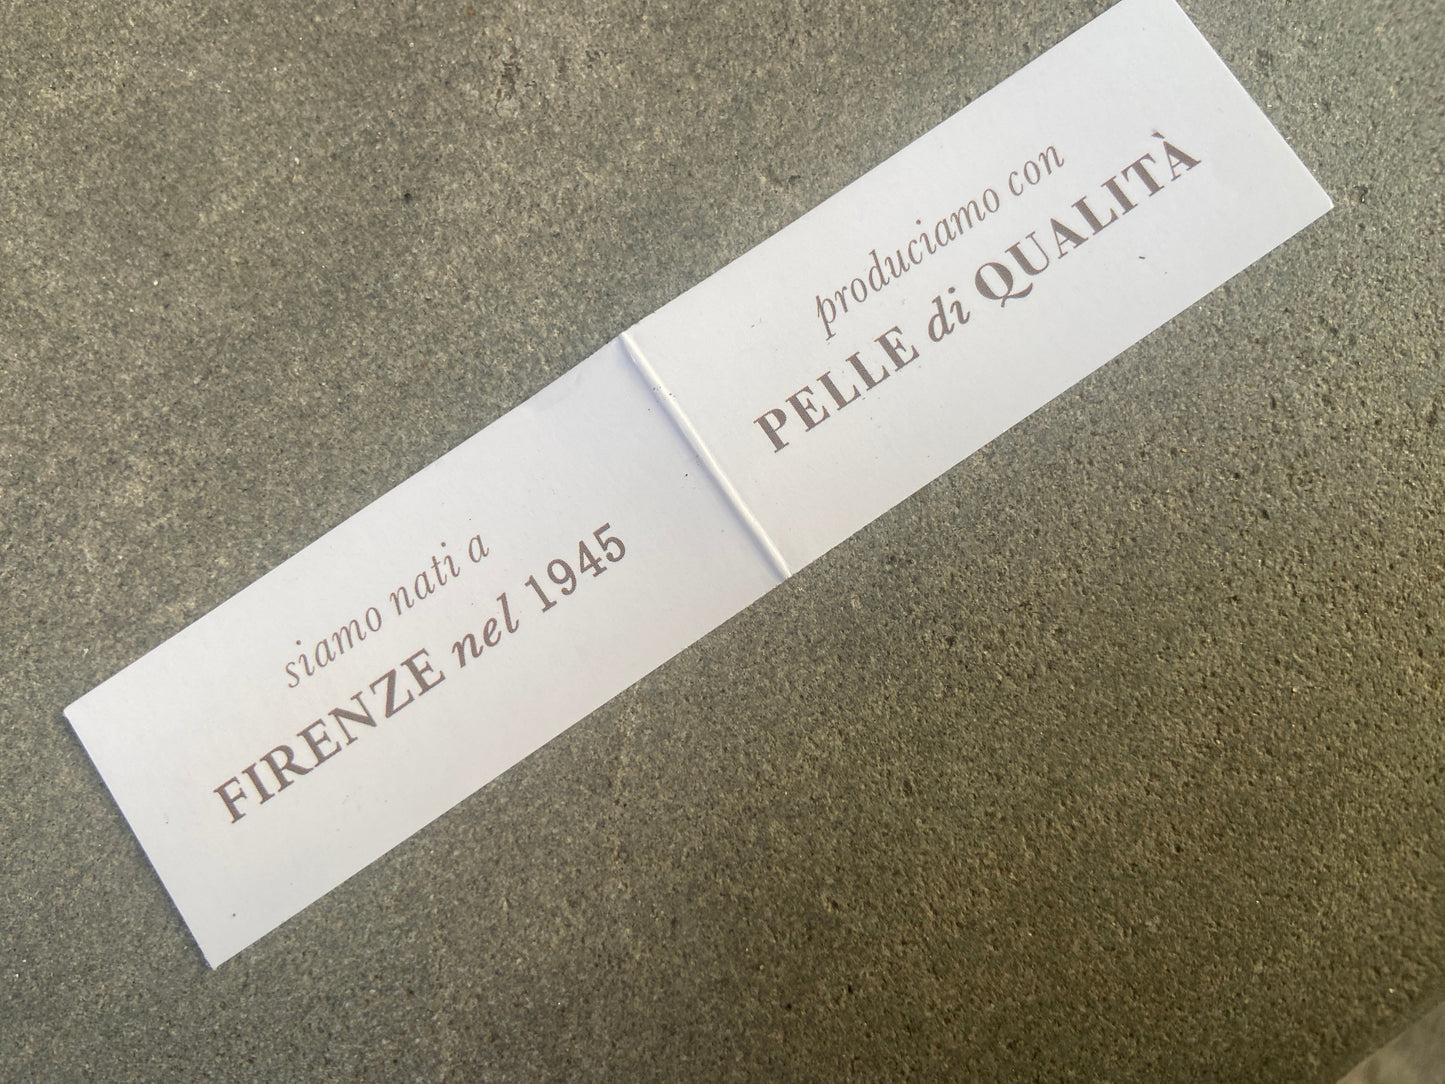 siamo nati a
FIRENZE nel 1945
produciamo con
PELLE di QUALITÀ